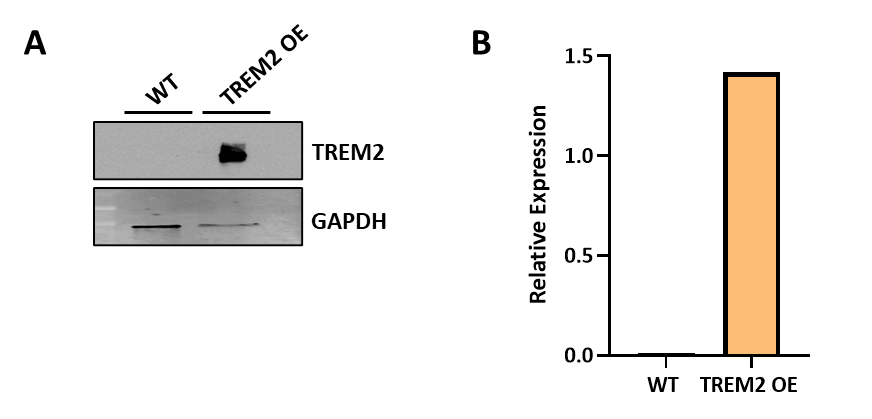 A
WT
TREM2 OE
TREM2
GAPDH
B
Relative Expression
1.5
1.0
0.5
0.0
WT
TREM2 OE